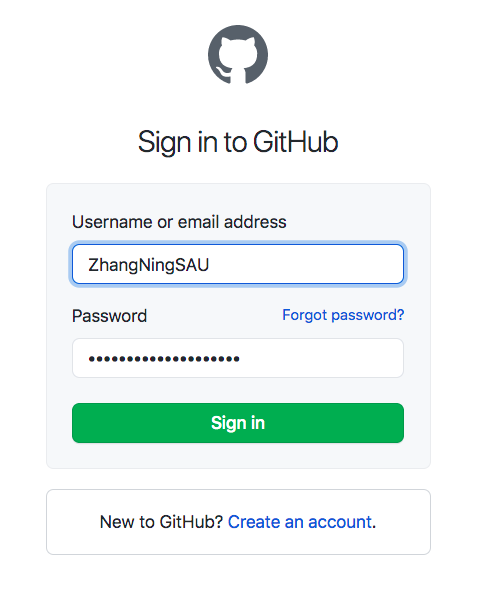 Sign in to GitHub
Username or email address
ZhangNingSAU
Password Forgot password?
••••••••••••••••••••
Sign in
New to GitHub? Create an account.